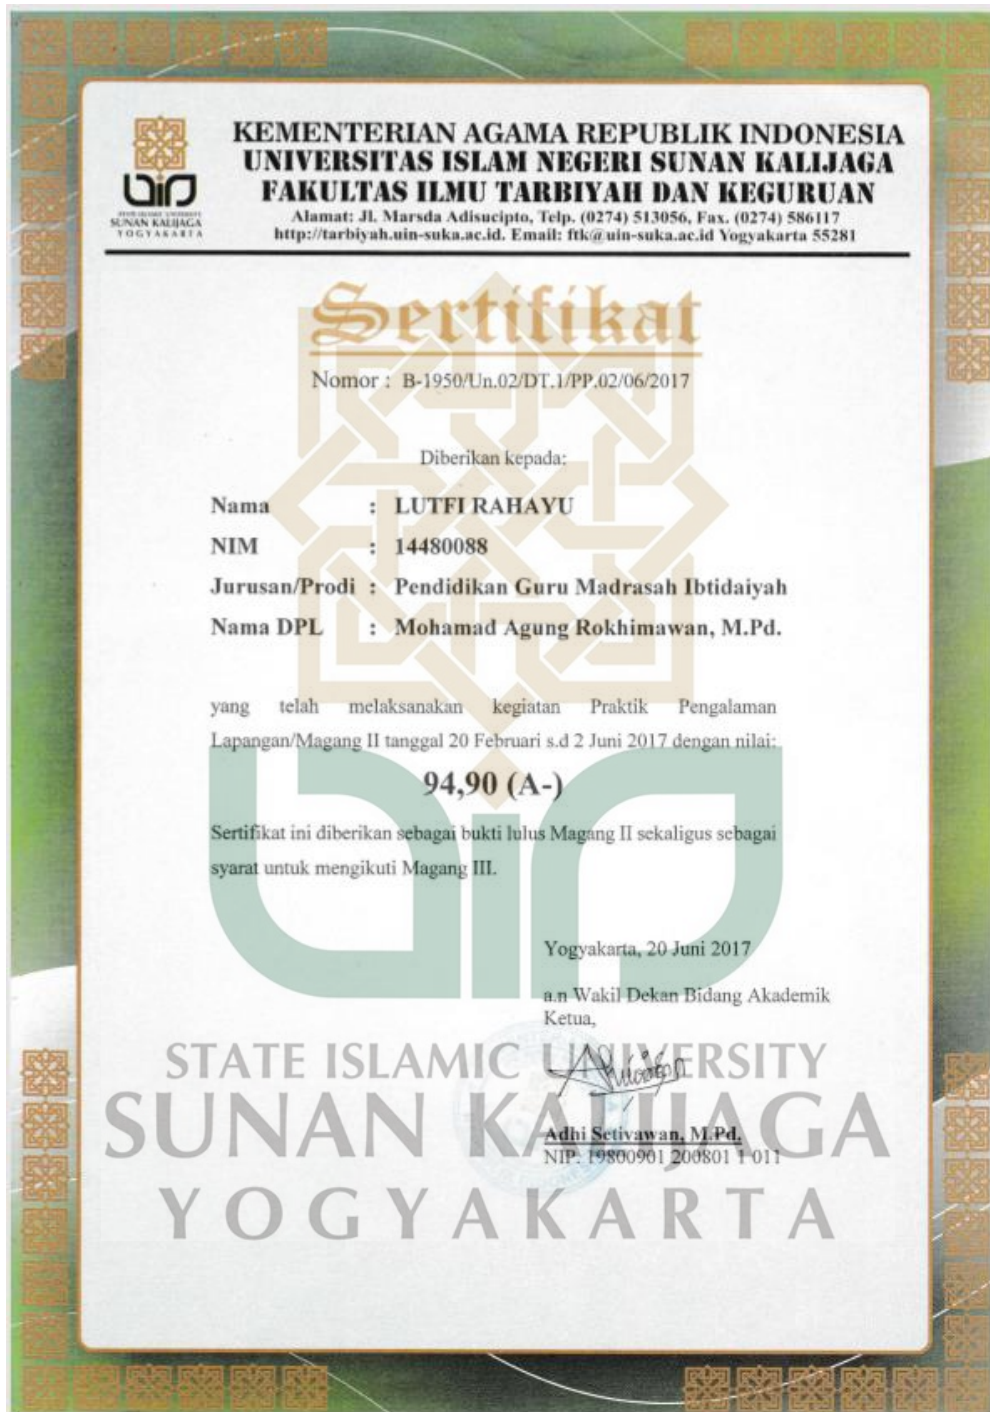 KEMENTERIAN AGAMA REPUBLIK INDONESIA
UNIVERSITAS ISLAM NEGERI SUNAN KALIJAGA
FAKULTAS ILMU TARBIYAH DAN KEGURUAN
Alamat: Jl. Marsda Adisucipto, Telp. (0274) 513056, Fax. (0274) 586117
http://tarbiyah.uin-suka.ac.id. Email: ftk@uin-suka.ac.id Yogyakarta 55281
STATE ISLAMIC UNIVERSITY
SUNAN KALIJAGA
YOGYAKARTA
Sertifikat
Nomor : B-1950/Un.02/DT.1/PP.02/06/2017
Diberikan kepada:
Nama : LUTFI RAHAYU
NIM : 14480088
Jurusan/Prodi : Pendidikan Guru Madrasah Ibtidaiyah
Nama DPL : Mohamad Agung Rokhimawan, M.Pd.
yang telah melaksanakan kegiatan Praktik Pengalaman
Lapangan/Magang II tanggal 20 Februari s.d 2 Juni 2017 dengan nilai:
94,90 (A-)
Sertifikat ini diberikan sebagai bukti lulus Magang II sekaligus sebagai
syarat untuk mengikuti Magang III.
Yogyakarta, 20 Juni 2017
a.n Wakil Dekan Bidang Akademik
Ketua,
Adhi Setiyawan, M.Pd.
NIP. 19800901 200801 1 011
STATE ISLAMIC UNIVERSITY
SUNAN KALIJAGA
YOGYAKARTA